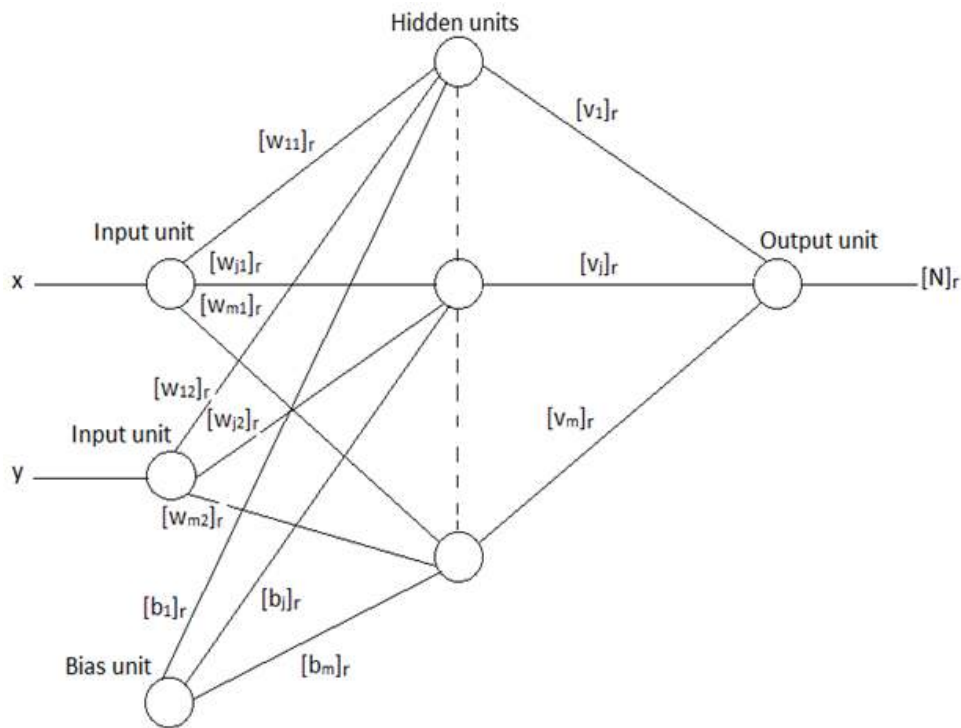 Hidden units
[v₁]ᵣ
[w₁₁]ᵣ
Input unit
Output unit
x
[wⱼ₁]ᵣ
[vⱼ]ᵣ
[N]ᵣ
[wₘ₁]ᵣ
[w₁₂]ᵣ
[wⱼ₂]ᵣ
[vₘ]ᵣ
Input unit
y
[wₘ₂]ᵣ
[b₁]ᵣ
[bⱼ]ᵣ
[bₘ]ᵣ
Bias unit